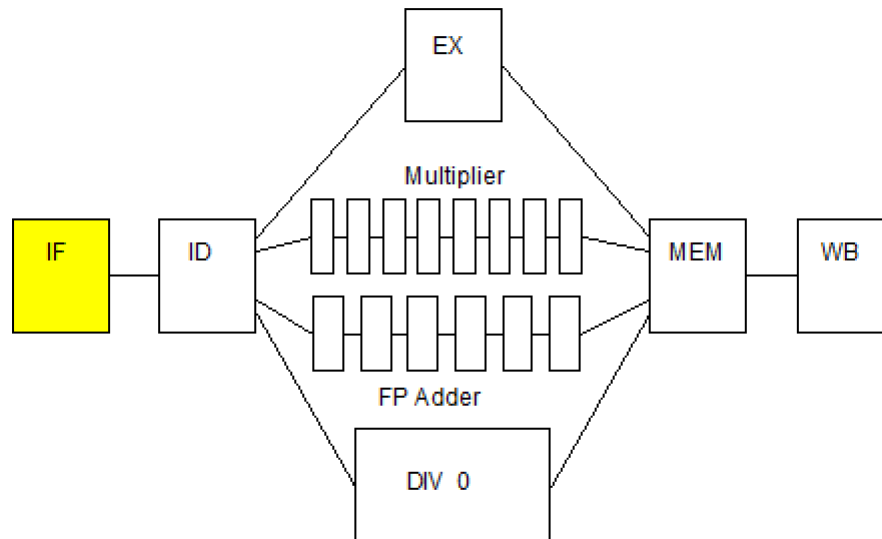 EX
Multiplier
IF
ID
MEM
WB
FP Adder
DIV 0